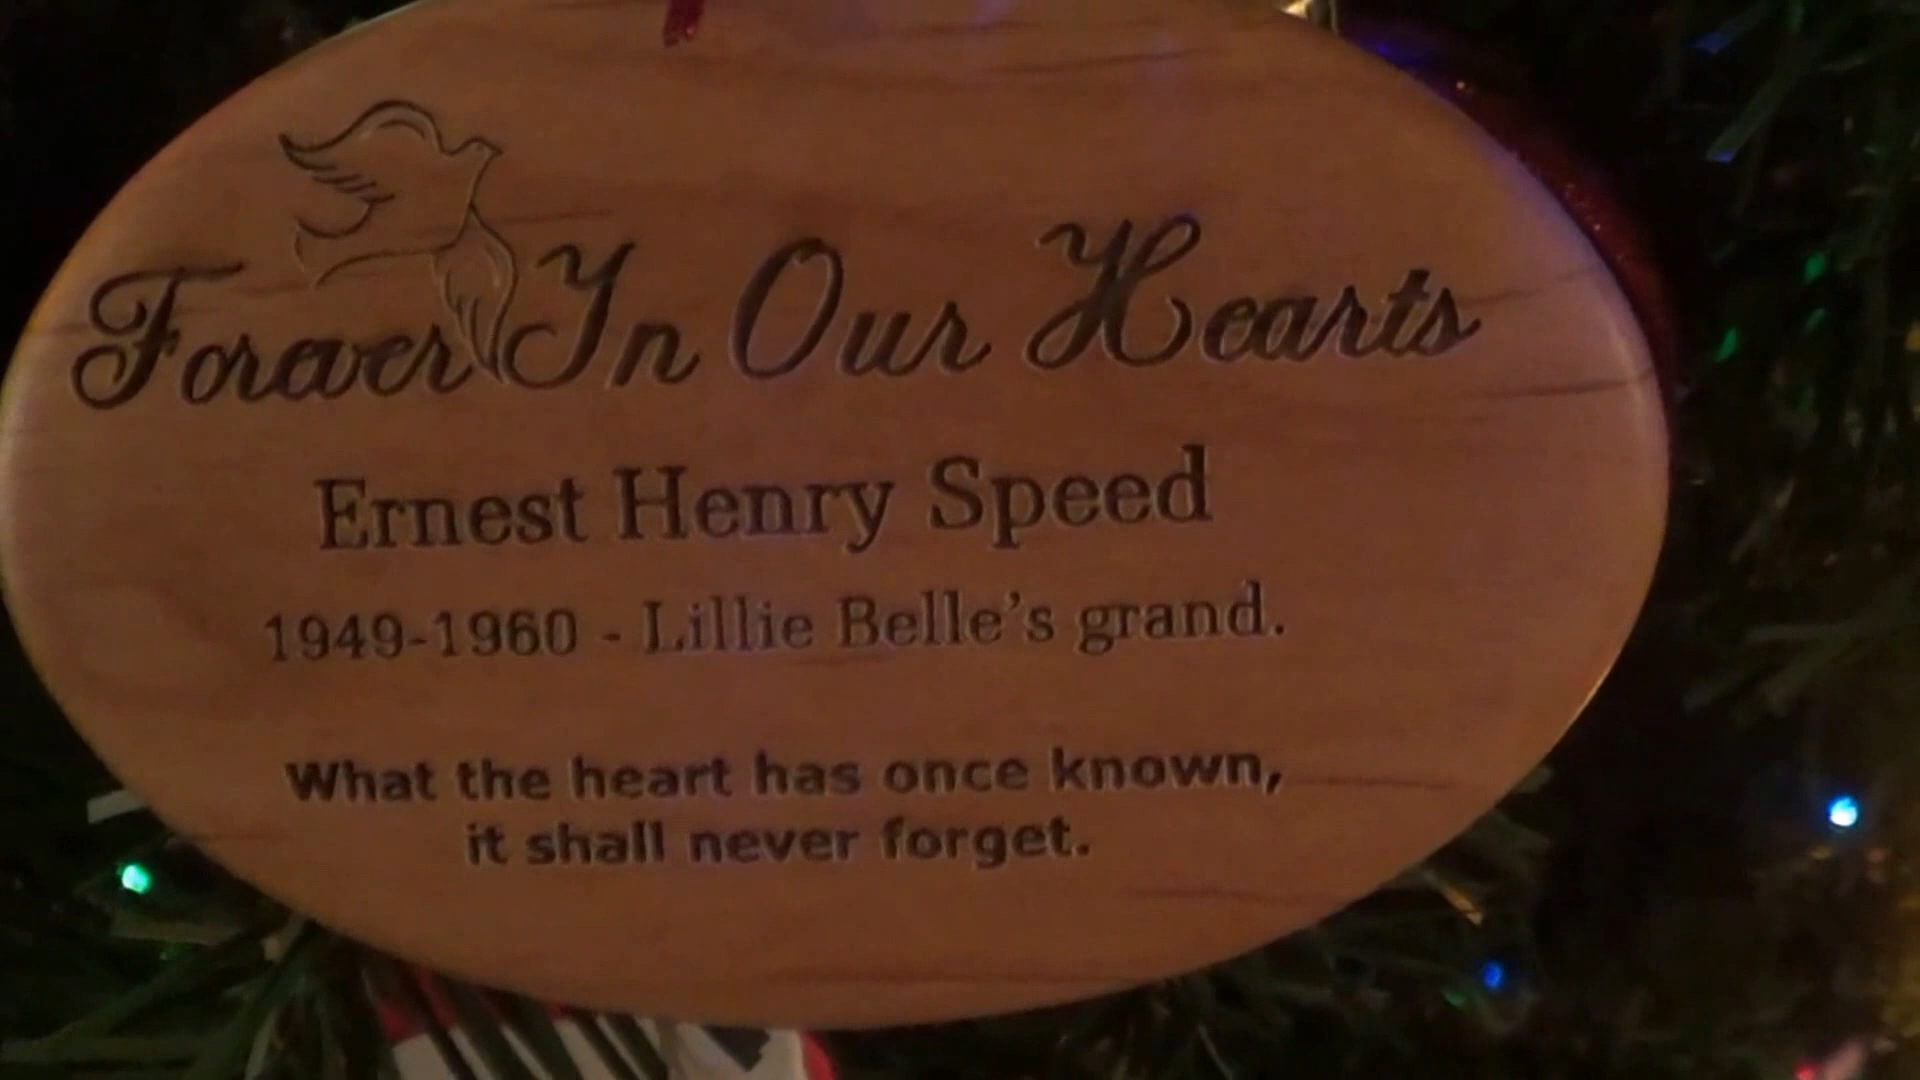 Forever In Our Hearts
Ernest Henry Speed
1949-1960 - Lillie Belle's grand.
What the heart has once known,
it shall never forget.